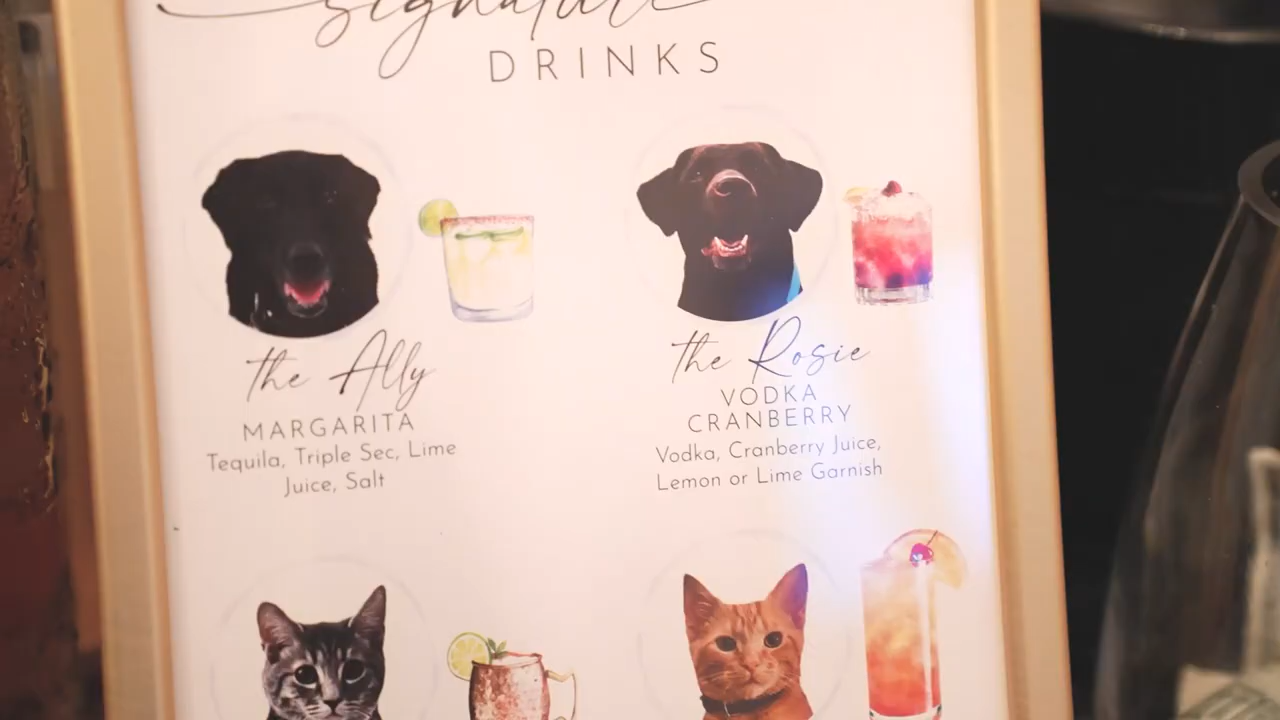 signature
DRINKS
the Ally
MARGARITA
Tequila, Triple Sec, Lime
Juice, Salt
the Rosie
VODKA
CRANBERRY
Vodka, Cranberry Juice,
Lemon or Lime Garnish